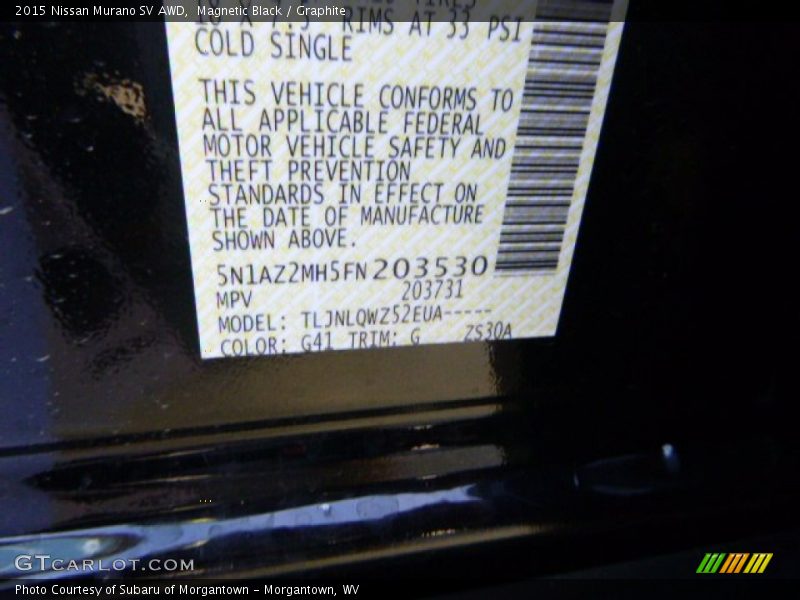 2015 Nissan Murano SV AWD, Magnetic Black / Graphite
RIMS AT 33 PSI
COLD SINGLE
THIS VEHICLE CONFORMS TO
ALL APPLICABLE FEDERAL
MOTOR VEHICLE SAFETY AND
THEFT PREVENTION
STANDARDS IN EFFECT ON
THE DATE OF MANUFACTURE
SHOWN ABOVE.
5N1AZ2MH5FN203530
MPV 203731
MODEL: TLJNLQWZ52EUA-----
COLOR: G41 TRIM: G ZS30A
GTCARLOT.COM
Photo Courtesy of Subaru of Morgantown - Morgantown, WV